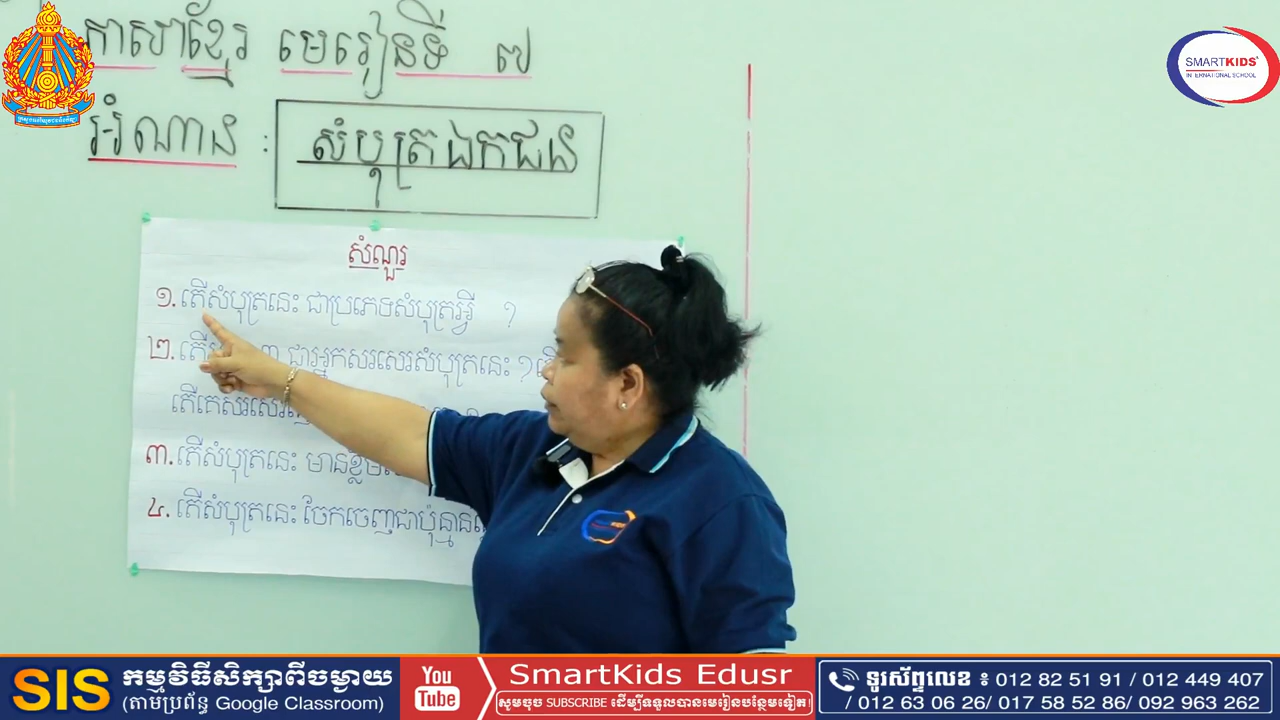 ភាសាខ្មែរ មេរៀនទី ៧
អំណាន : សំបុត្រឯកជន
សំណួរ
១. តើសំបុត្រនេះ ជាប្រភេទសំបុត្រអ្វី ?
២. តើ ជាអ្នកសរសេរសំបុត្រនេះ ?
តើគេសរសេរ
៣. តើសំបុត្រនេះ មានខ្លឹម
៤. តើសំបុត្រនេះ ចែកចេញជាប៉ុន្មាន
SMARTKIDS
INTERNATIONAL SCHOOL
SIS កម្មវិធីសិក្សាពីចម្ងាយ
(តាមប្រព័ន្ធ Google Classroom)
You Tube
SmartKids Edusr
សូមចុច SUBSCRIBE ដើម្បីទទួលបានមេរៀនបន្ថែមទៀត!
ទូរស័ព្ទលេខ ៖ 012 82 51 91 / 012 449 407
/ 012 63 06 26/ 017 58 52 86/ 092 963 262